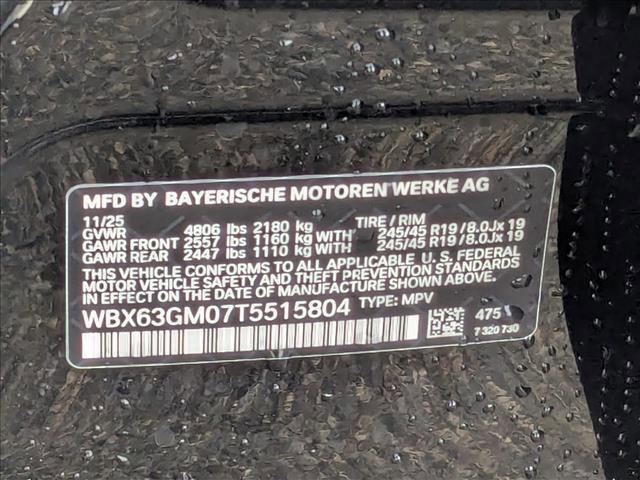 MFD BY BAYERISCHE MOTOREN WERKE AG
11/25
GVWR 4806 lbs 2180 kg TIRE / RIM
GAWR FRONT 2557 lbs 1160 kg WITH 245/45 R19 / 8.0Jx 19
GAWR REAR 2447 lbs 1110 kg WITH 245/45 R19 / 8.0Jx 19
THIS VEHICLE CONFORMS TO ALL APPLICABLE U. S. FEDERAL
MOTOR VEHICLE SAFETY AND THEFT PREVENTION STANDARDS
IN EFFECT ON THE DATE OF MANUFACTURE SHOWN ABOVE.
WBX63GM07T5515804 TYPE: MPV
475
7 320 730